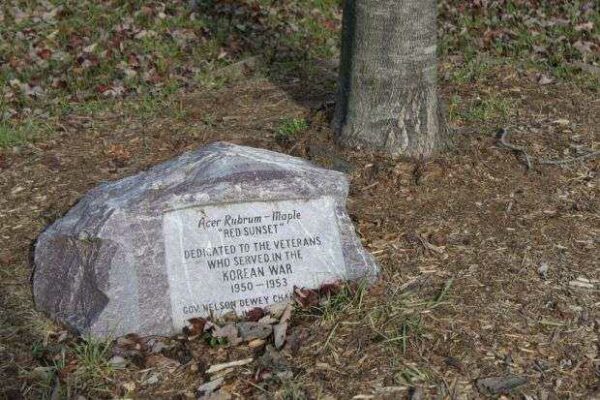 Acer Rubrum - Maple
"RED SUNSET"
DEDICATED TO THE VETERANS
WHO SERVED IN THE
KOREAN WAR
1950 - 1953
GOV. NELSON DEWEY